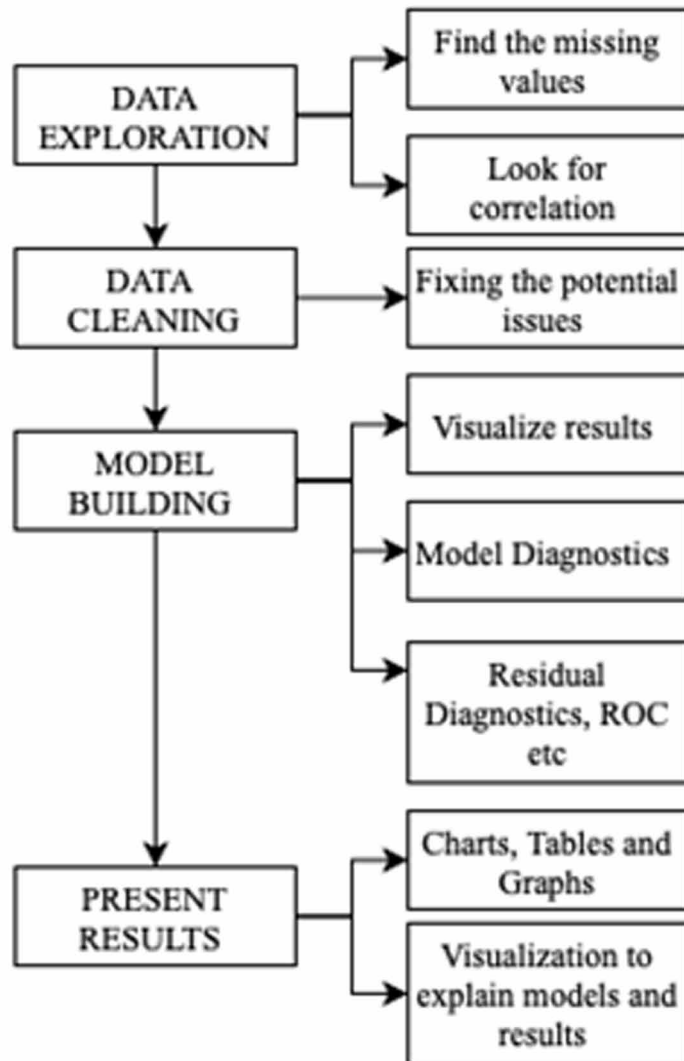 DATA
EXPLORATION
Find the missing
values
Look for
correlation
DATA
CLEANING
Fixing the potential
issues
MODEL
BUILDING
Visualize results
Model Diagnostics
Residual
Diagnostics, ROC
etc
PRESENT
RESULTS
Charts, Tables and
Graphs
Visualization to
explain models and
results